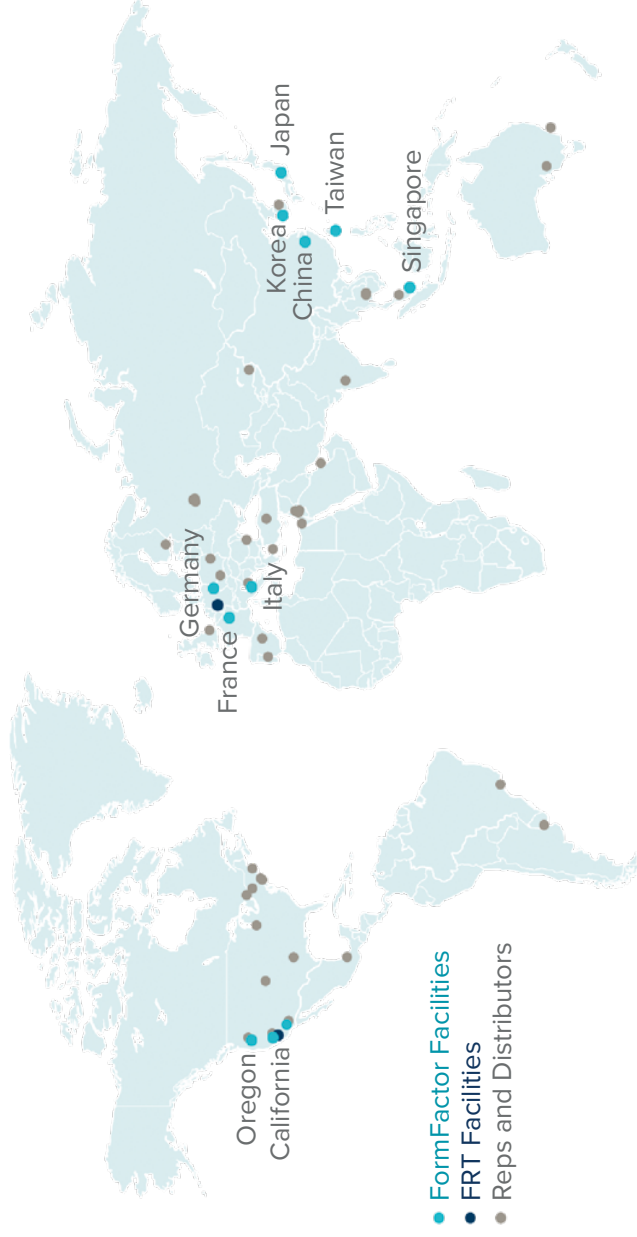 Oregon
California
Germany
France
Italy
Korea
China
Japan
Taiwan
Singapore
FormFactor Facilities
FRT Facilities
Reps and Distributors